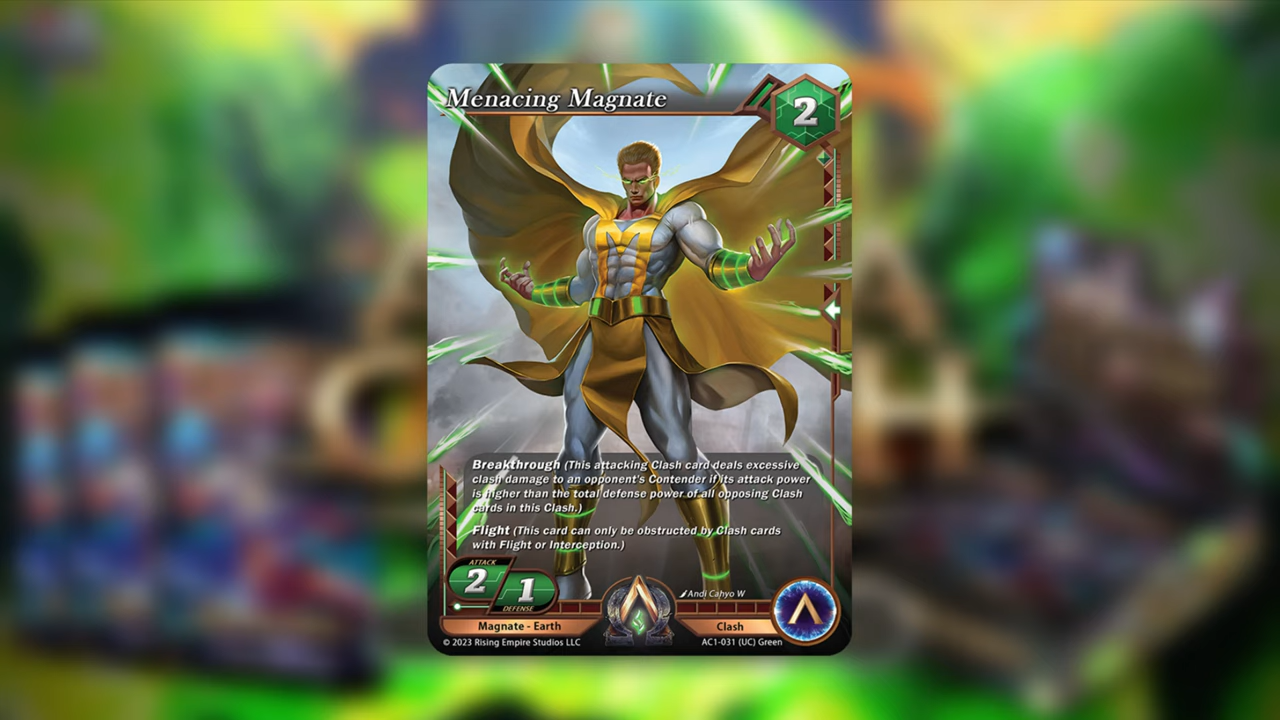 Menacing Magnate
2
M
Breakthrough (This attacking Clash card deals excessive
clash damage to an opponent's Contender if its attack power
is higher than the total defense power of all opposing Clash
cards in this Clash.)
Flight (This card can only be obstructed by Clash cards
with Flight or Interception.)
ATTACK
2
1
DEFENSE
Andi Cahyo W
Magnate - Earth
Clash
© 2023 Rising Empire Studios LLC
AC1-031 (UC) Green